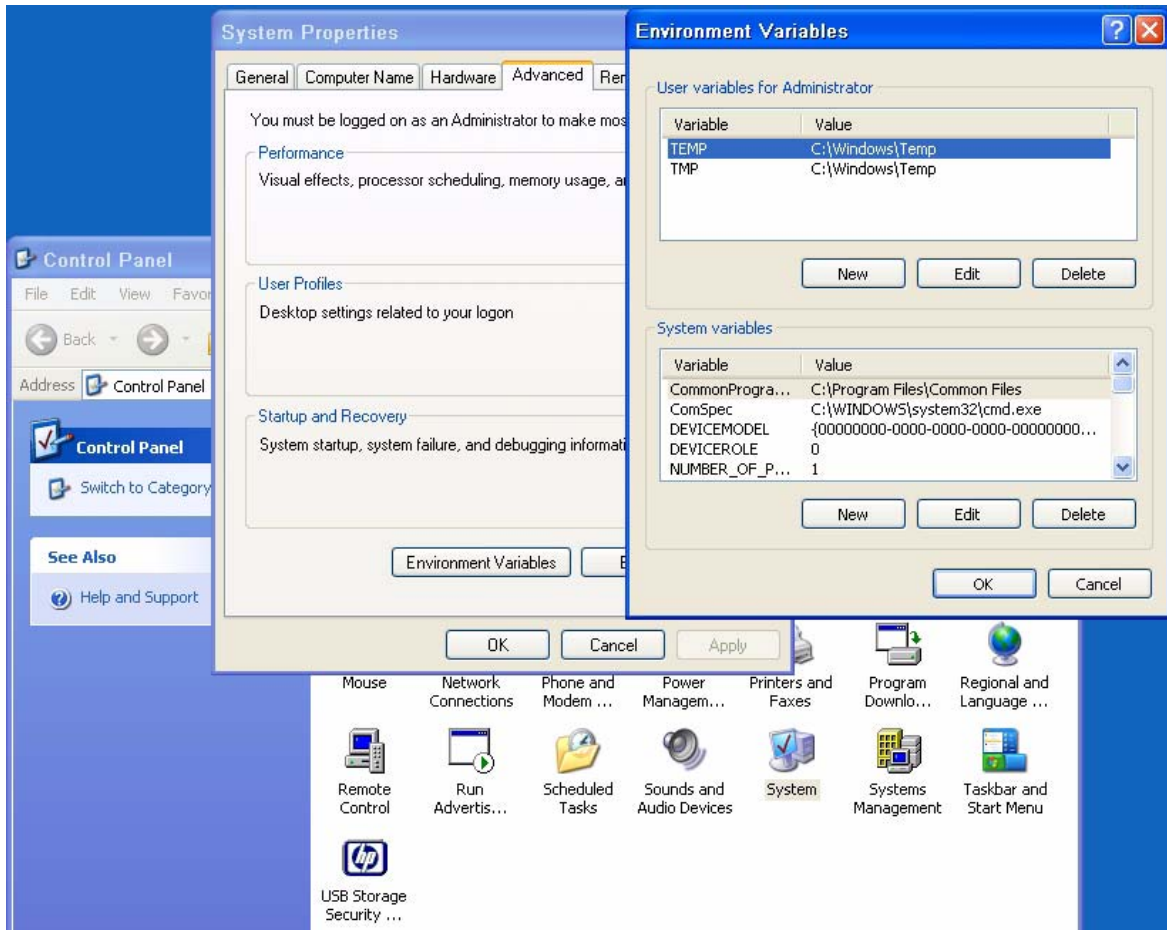 System Properties
General Computer Name Hardware Advanced Rem
You must be logged on as an Administrator to make mos
Performance
Visual effects, processor scheduling, memory usage, a
User Profiles
Desktop settings related to your logon
Startup and Recovery
System startup, system failure, and debugging informati
Environment Variables E
OK Cancel Apply
Environment Variables
User variables for Administrator
Variable Value
TEMP C:\Windows\Temp
TMP C:\Windows\Temp
New Edit Delete
System variables
Variable Value
CommonProgra... C:\Program Files\Common Files
ComSpec C:\WINDOWS\system32\cmd.exe
DEVICEMODEL {00000000-0000-0000-0000-00000000...
DEVICEROLE 0
NUMBER_OF_P... 1
New Edit Delete
OK Cancel
Control Panel
File Edit View Favor
Back
Address Control Panel
Control Panel
Switch to Category
See Also
Help and Support
Mouse
Network Connections
Phone and Modem ...
Power Managem...
Printers and Faxes
Program Downlo...
Regional and Language ...
Remote Control
Run Advertis...
Scheduled Tasks
Sounds and Audio Devices
System
Systems Management
Taskbar and Start Menu
hp
USB Storage Security ...